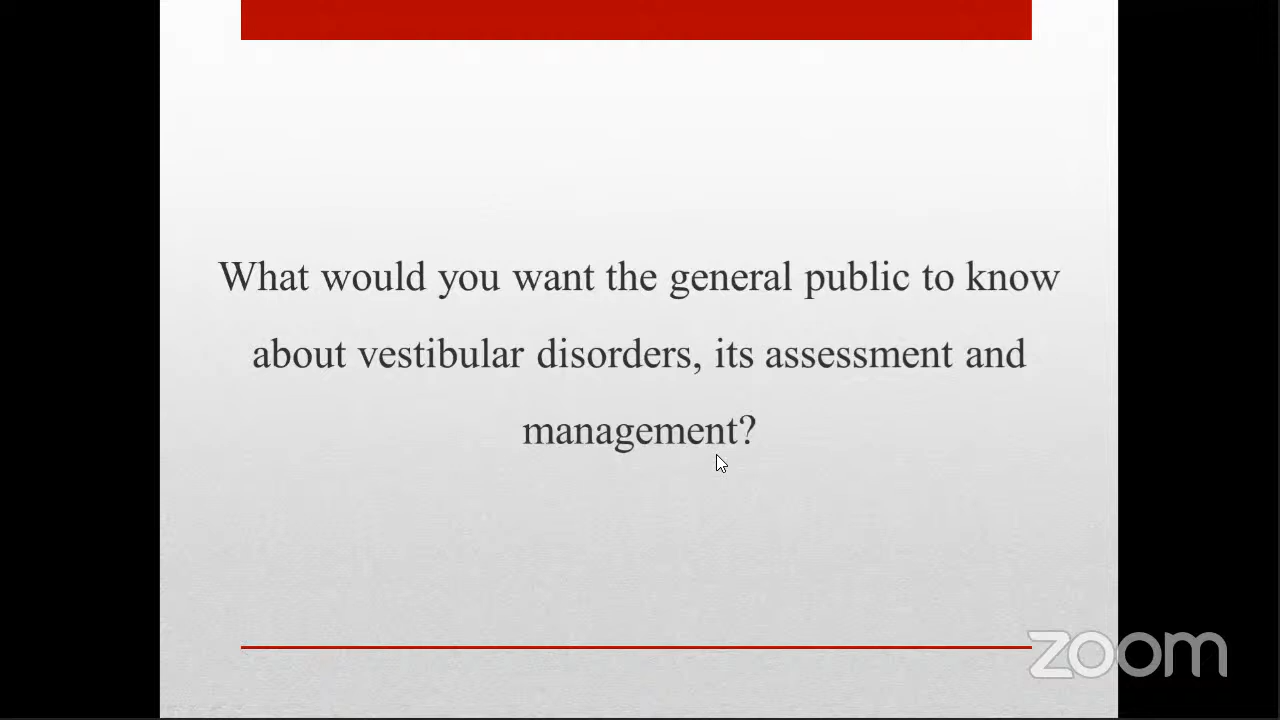 What would you want the general public to know
about vestibular disorders, its assessment and
management?
zoom